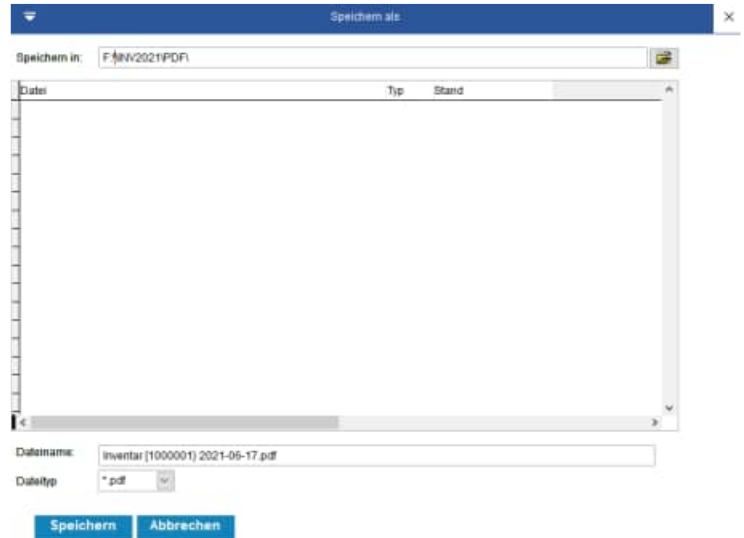 Speichern als
Speichern in: F:\INV2021\PDF\
Datei Typ Stand
Dateiname: Inventar [1000001) 2021-06-17.pdf
Dateityp *.pdf
Speichern Abbrechen